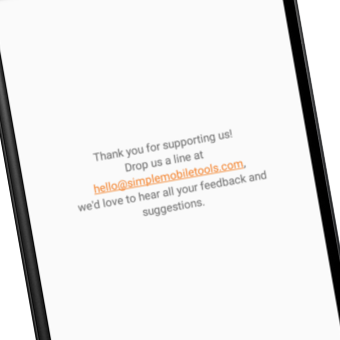 Thank you for supporting us!
Drop us a line at
hello@simplemobiletools.com,
we'd love to hear all your feedback and
suggestions.